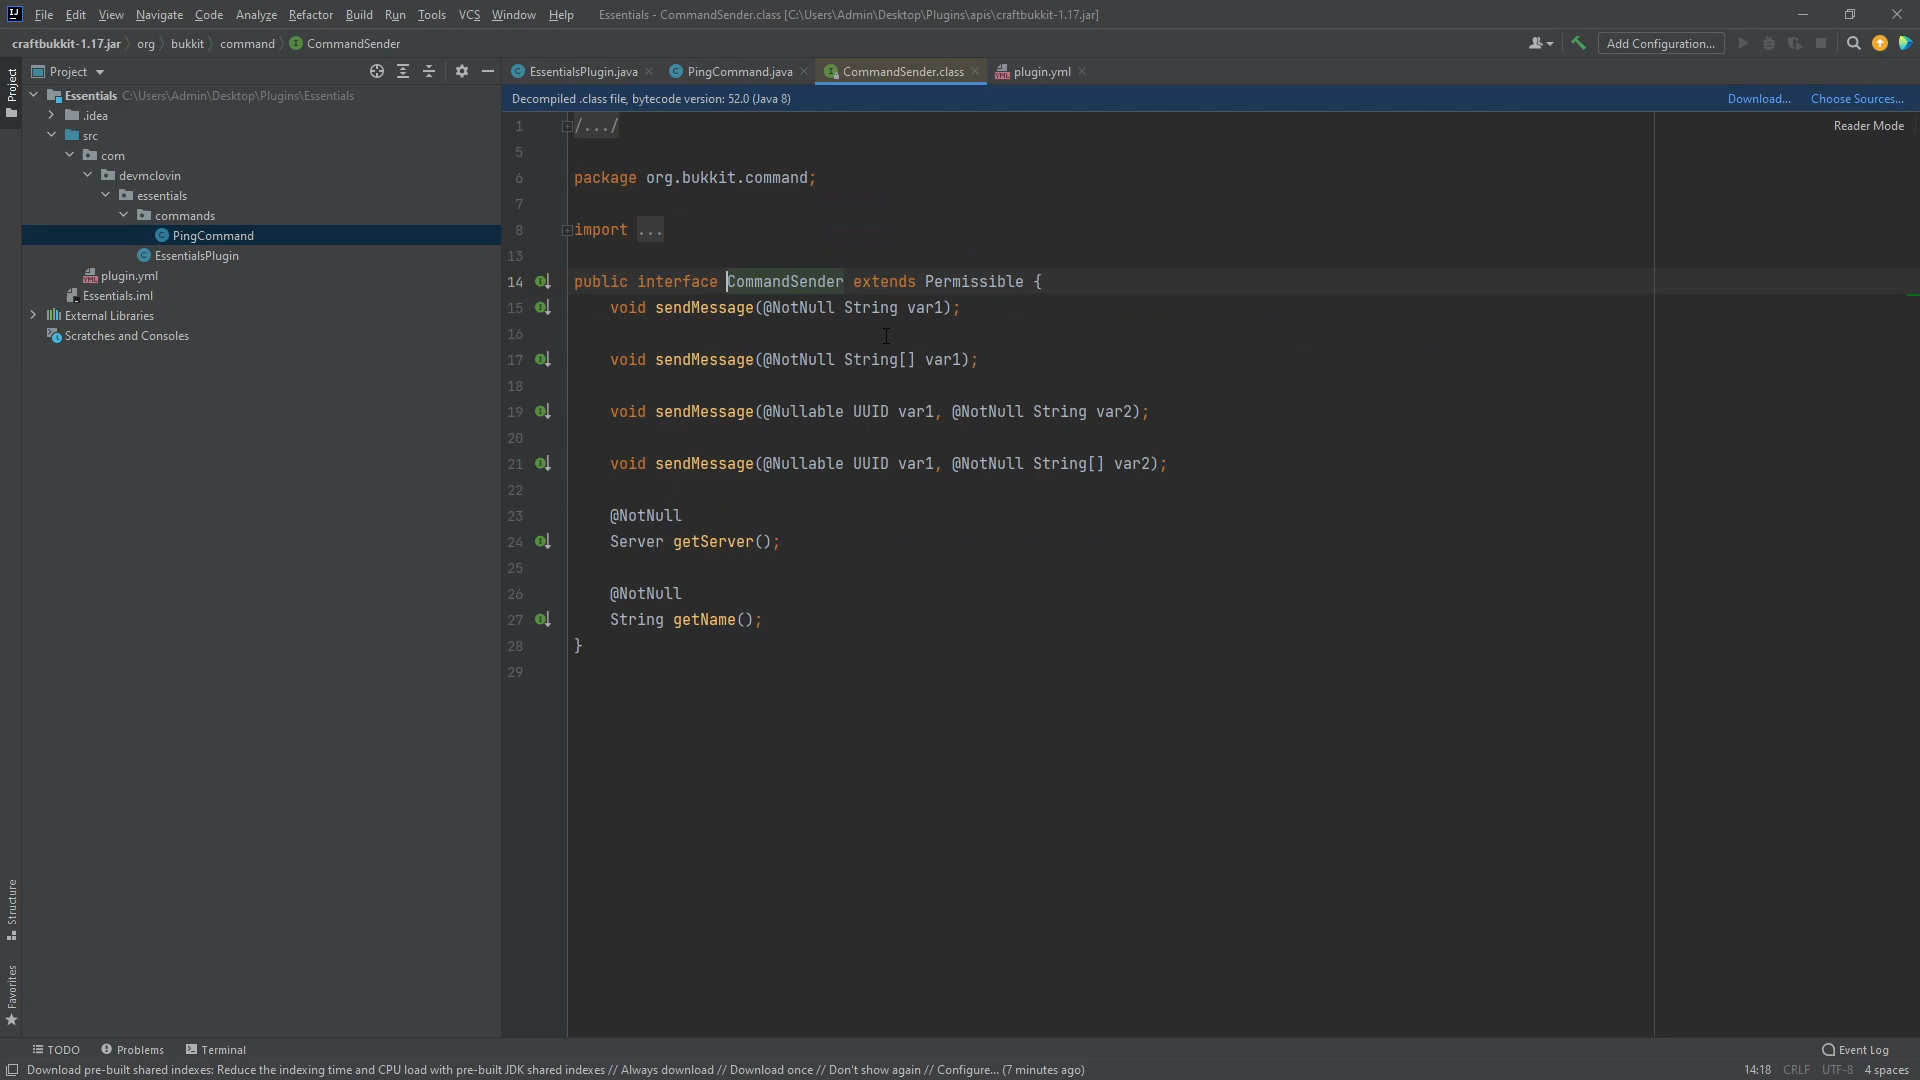 File Edit View Navigate Code Analyze Refactor Build Run Tools VCS Window Help Essentials - CommandSender.class [C:\Users\Admin\Desktop\Plugins\apis\craftbukkit-1.17.jar]
craftbukkit-1.17.jar org bukkit command CommandSender Add Configuration...
Project Project EssentialsPlugin.java PingCommand.java CommandSender.class plugin.yml
Essentials C:\Users\Admin\Desktop\Plugins\Essentials
.idea
src
com
devmclovin
essentials
commands
PingCommand
EssentialsPlugin
plugin.yml
Essentials.iml
External Libraries
Scratches and Consoles
Decompiled .class file, bytecode version: 52.0 (Java 8) Download... Choose Sources...
Reader Mode
1 /.../
5
6 package org.bukkit.command;
7
8 import ...
13
14 public interface CommandSender extends Permissible {
15 void sendMessage(@NotNull String var1);
16
17 void sendMessage(@NotNull String[] var1);
18
19 void sendMessage(@Nullable UUID var1, @NotNull String var2);
20
21 void sendMessage(@Nullable UUID var1, @NotNull String[] var2);
22
23 @NotNull
24 Server getServer();
25
26 @NotNull
27 String getName();
28 }
29
Structure
Favorites
TODO Problems Terminal Event Log
Download pre-built shared indexes: Reduce the indexing time and CPU load with pre-built JDK shared indexes // Always download // Download once // Don't show again // Configure... (7 minutes ago) 14:18 CRLF UTF-8 4 spaces